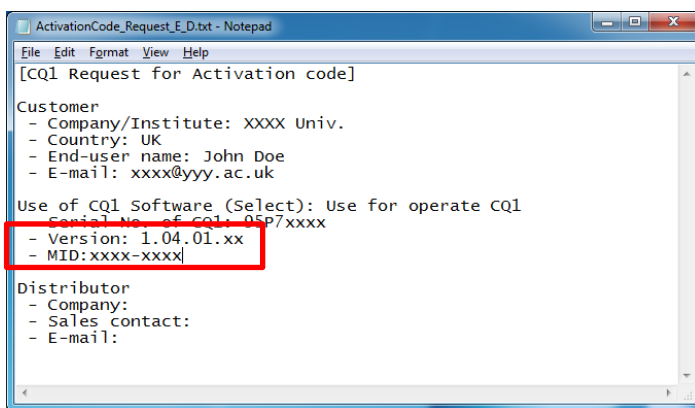 ActivationCode_Request_E_D.txt - Notepad
File Edit Format View Help
[CQ1 Request for Activation code]
Customer
- Company/Institute: XXXX Univ.
- Country: UK
- End-user name: John Doe
- E-mail: xxxx@yyy.ac.uk
Use of CQ1 Software (Select): Use for operate CQ1
- Serial No. of CQ1: 95P7xxxx
- Version: 1.04.01.xx
- MID:xxxx-xxxx
Distributor
- Company:
- Sales contact:
- E-mail: